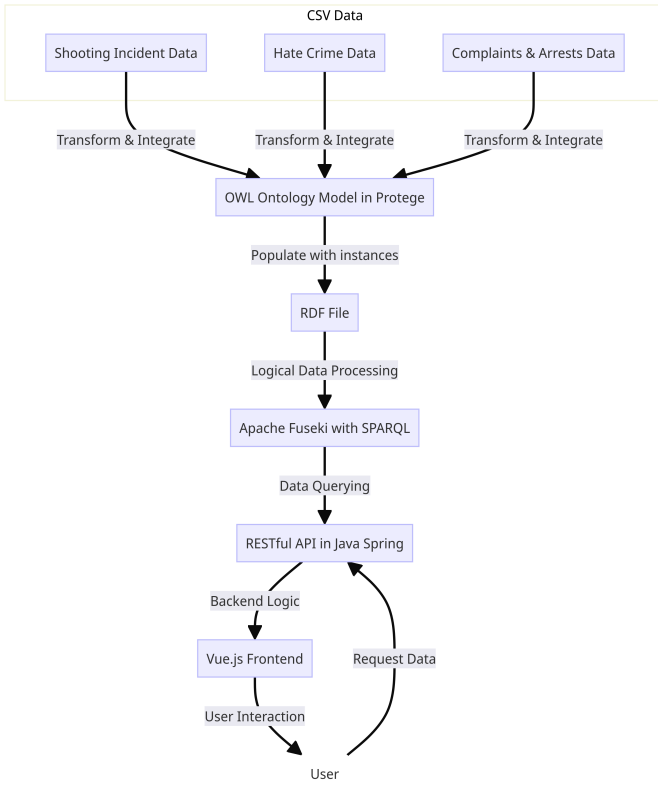 CSV Data
Shooting Incident Data
Hate Crime Data
Complaints & Arrests Data
Transform & Integrate
Transform & Integrate
Transform & Integrate
OWL Ontology Model in Protege
Populate with instances
RDF File
Logical Data Processing
Apache Fuseki with SPARQL
Data Querying
RESTful API in Java Spring
Backend Logic
Vue.js Frontend
Request Data
User Interaction
User